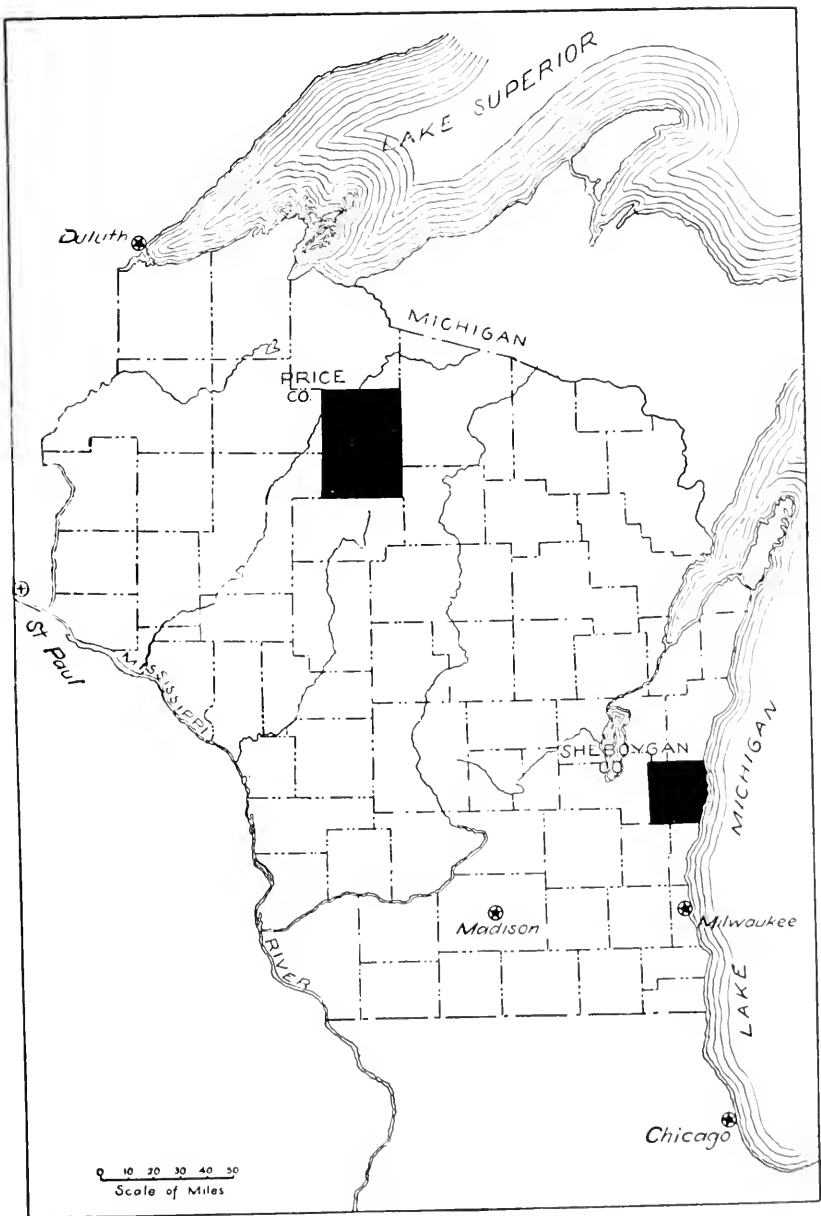 LAKE SUPERIOR
Duluth
MICHIGAN
PRICE
CO.
St Paul
MISSISSIPPI
SHEBOYGAN
CO
MICHIGAN
Madison
Milwaukee
RIVER
LAKE
Chicago
0 10 20 30 40 50
Scale of Miles